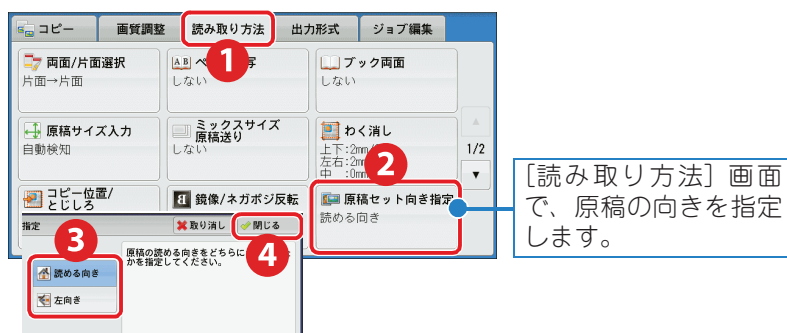 コピー 画質調整 読み取り方法 出力形式 ジョブ編集
1
両面/片面選択
片面→片面
しない
ブック両面
しない
原稿サイズ入力
自動検知
ミックスサイズ
原稿送り
しない
わく消し
上下:2mm
左右:2mm
中 :0mm
2
1/2
コピー位置/
とじしろ
鏡像/ネガポジ反転
原稿セット向き指定
読める向き
指定 取り消し 閉じる
3
4
原稿の読める向きをどちらに
かを指定してください。
読める向き
左向き
[読み取り方法] 画面
で、原稿の向きを指定
します。